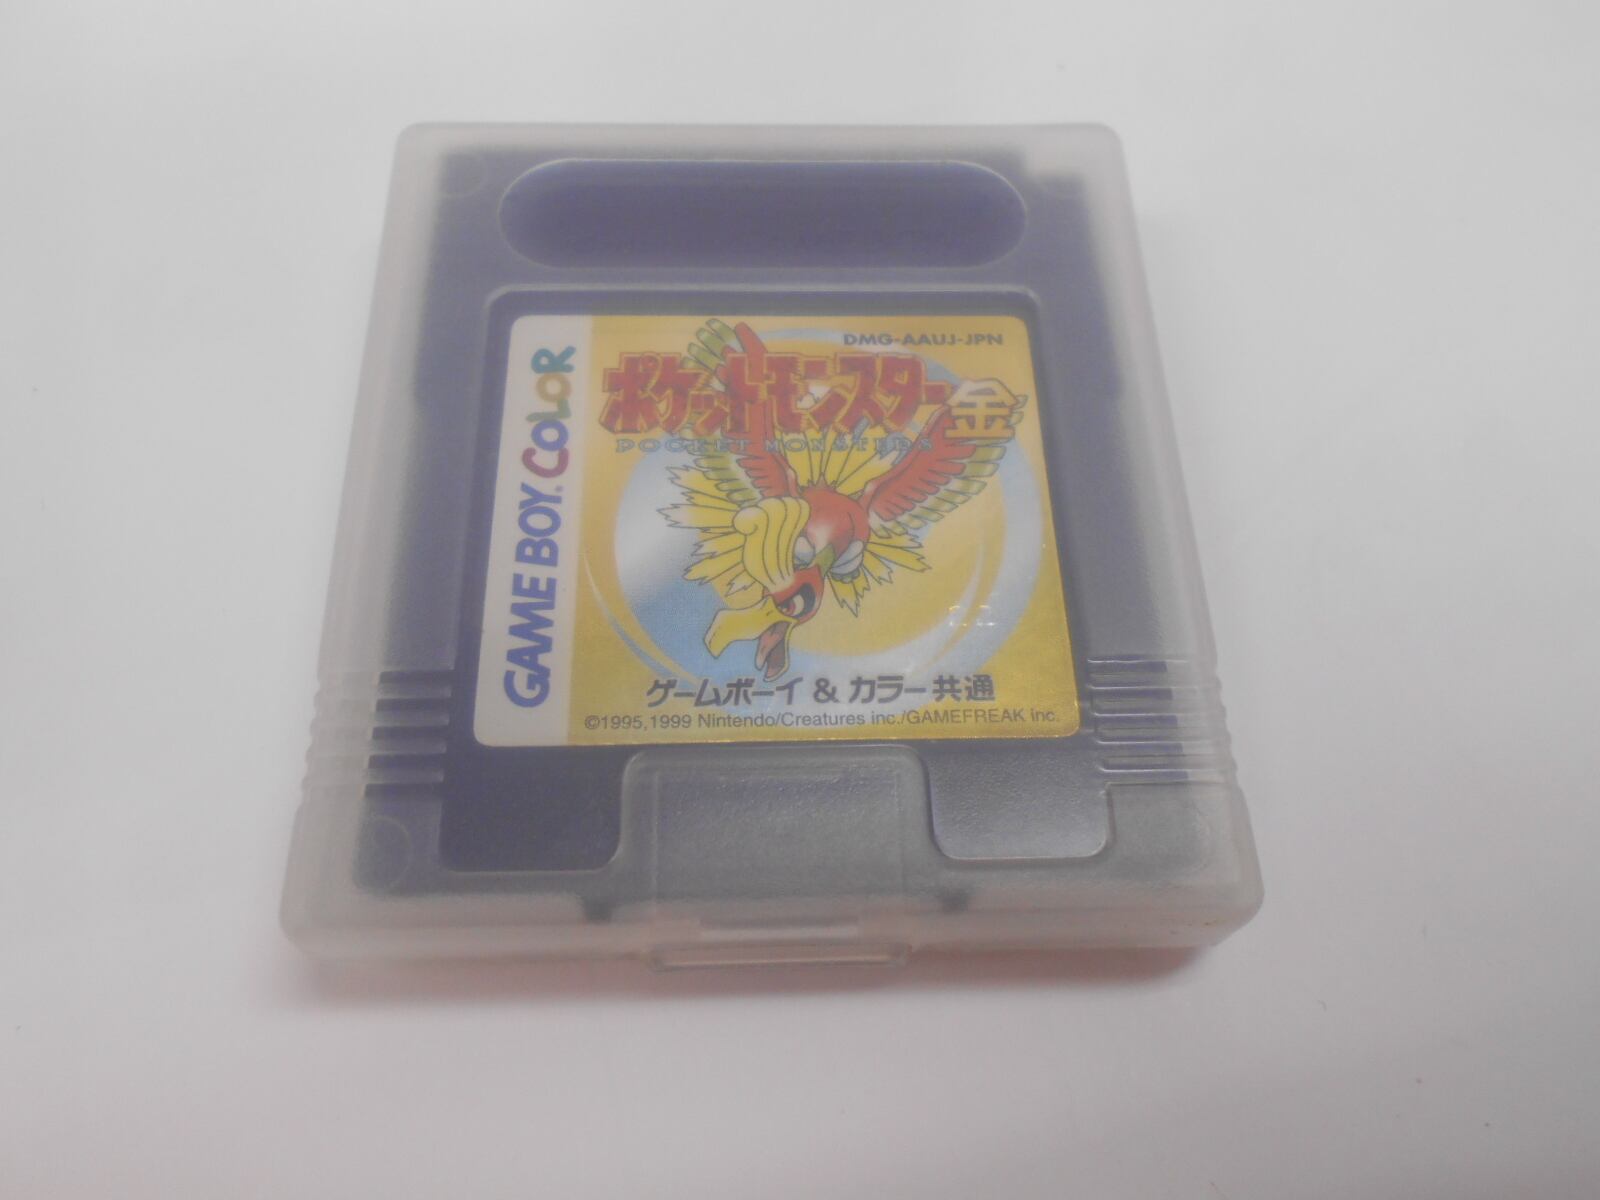 GAME BOY COLOR
DMG-AAUJ-JPN
ポケットモンスター金
POCKET MONSTERS
ゲームボーイ & カラー共通
©1995,1999 Nintendo/Creatures inc./GAMEFREAK inc.